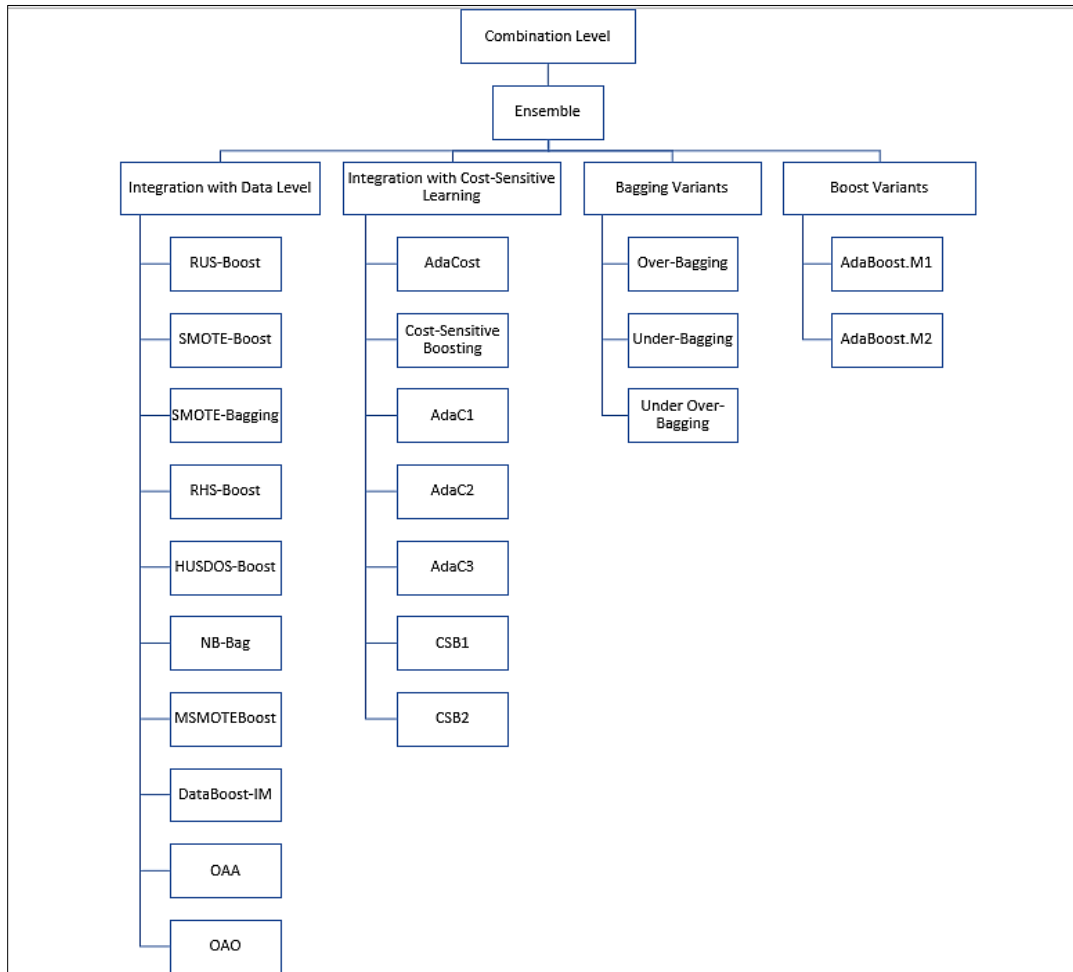 Combination Level
Ensemble
Integration with Data Level
Integration with Cost-Sensitive
Learning
Bagging Variants
Boost Variants
RUS-Boost
SMOTE-Boost
SMOTE-Bagging
RHS-Boost
HUSDOS-Boost
NB-Bag
MSMOTEBoost
DataBoost-IM
OAA
OAO
AdaCost
Cost-Sensitive
Boosting
AdaC1
AdaC2
AdaC3
CSB1
CSB2
Over-Bagging
Under-Bagging
Under Over-
Bagging
AdaBoost.M1
AdaBoost.M2